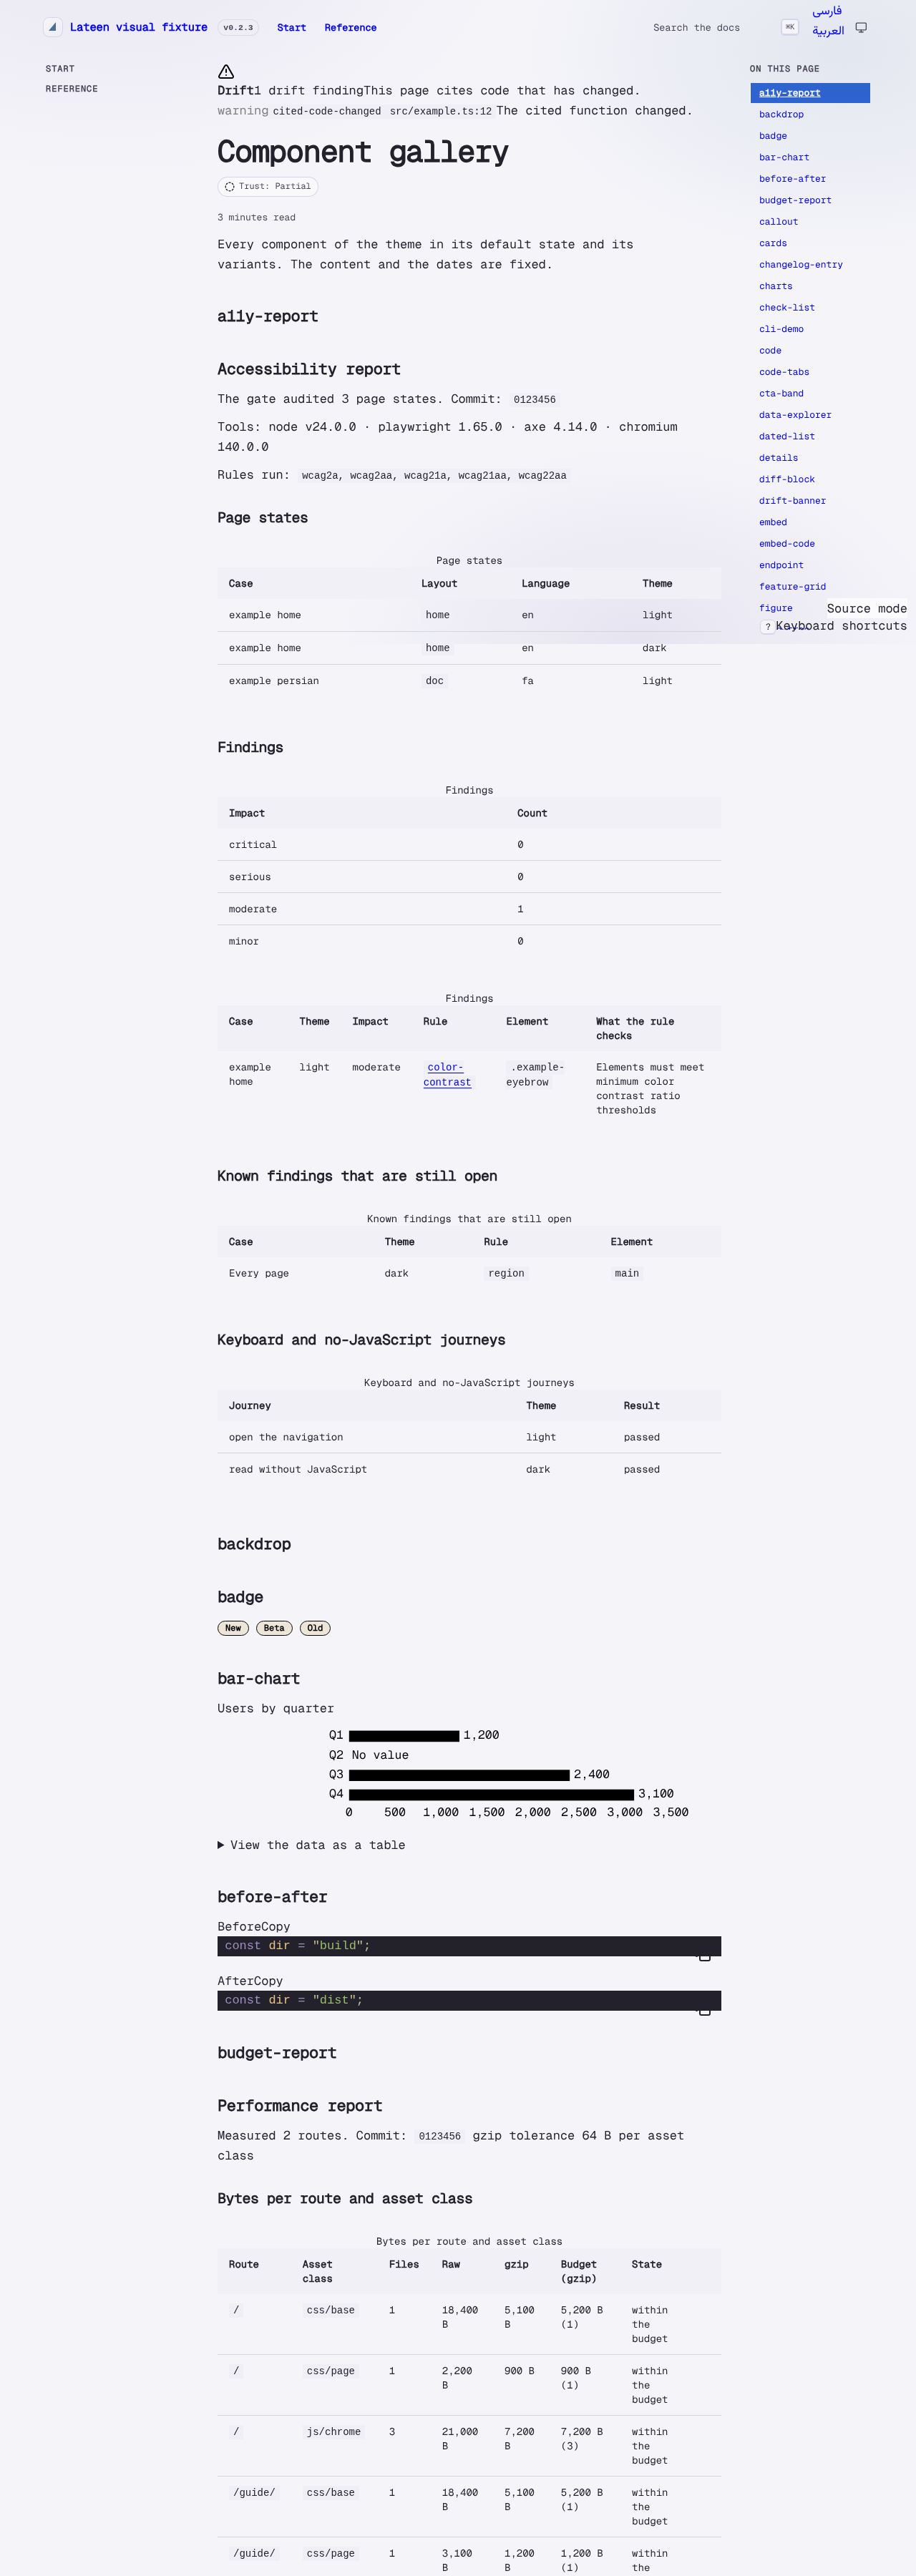 Lateen visual fixture v0.2.3 Start Reference Search the docs ⌘K
فارسی
العربية
START
REFERENCE
Drift1 drift findingThis page cites code that has changed.
warning cited-code-changed src/example.ts:12 The cited function changed.
Component gallery
Trust: Partial
3 minutes read
Every component of the theme in its default state and its
variants. The content and the dates are fixed.
a11y-report
Accessibility report
The gate audited 3 page states. Commit: 0123456
Tools: node v24.0.0 · playwright 1.65.0 · axe 4.14.0 · chromium
140.0.0
Rules run: wcag2a, wcag2aa, wcag21a, wcag21aa, wcag22aa
Page states
Page states
Case Layout Language Theme
example home home en light
example home home en dark
example persian doc fa light
Findings
Findings
Impact Count
critical 0
serious 0
moderate 1
minor 0
Findings
Case Theme Impact Rule Element What the rule
checks
example light moderate color- .example- Elements must meet
home contrast eyebrow minimum color
contrast ratio
thresholds
Known findings that are still open
Known findings that are still open
Case Theme Rule Element
Every page dark region main
Keyboard and no-JavaScript journeys
Keyboard and no-JavaScript journeys
Journey Theme Result
open the navigation light passed
read without JavaScript dark passed
backdrop
badge
New Beta Old
bar-chart
Users by quarter
Q1 1,200
Q2 No value
Q3 2,400
Q4 3,100
0 500 1,000 1,500 2,000 2,500 3,000 3,500
View the data as a table
before-after
BeforeCopy
const dir = "build";
AfterCopy
const dir = "dist";
budget-report
Performance report
Measured 2 routes. Commit: 0123456 gzip tolerance 64 B per asset
class
Bytes per route and asset class
Bytes per route and asset class
Route Asset Files Raw gzip Budget State
class (gzip)
/ css/base 1 18,400 5,100 5,200 B within
B B (1) the
budget
/ css/page 1 2,200 900 B 900 B within
B (1) the
budget
/ js/chrome 3 21,000 7,200 7,200 B within
B B (3) the
budget
/guide/ css/base 1 18,400 5,100 5,200 B within
B B (1) the
budget
/guide/ css/page 1 3,100 1,200 1,200 B within
B B (1) the
ON THIS PAGE
a11y-report
backdrop
badge
bar-chart
before-after
budget-report
callout
cards
changelog-entry
charts
check-list
cli-demo
code
code-tabs
cta-band
data-explorer
dated-list
details
diff-block
drift-banner
embed
embed-code
endpoint
feature-grid
figure
Source mode
? Keyboard shortcuts